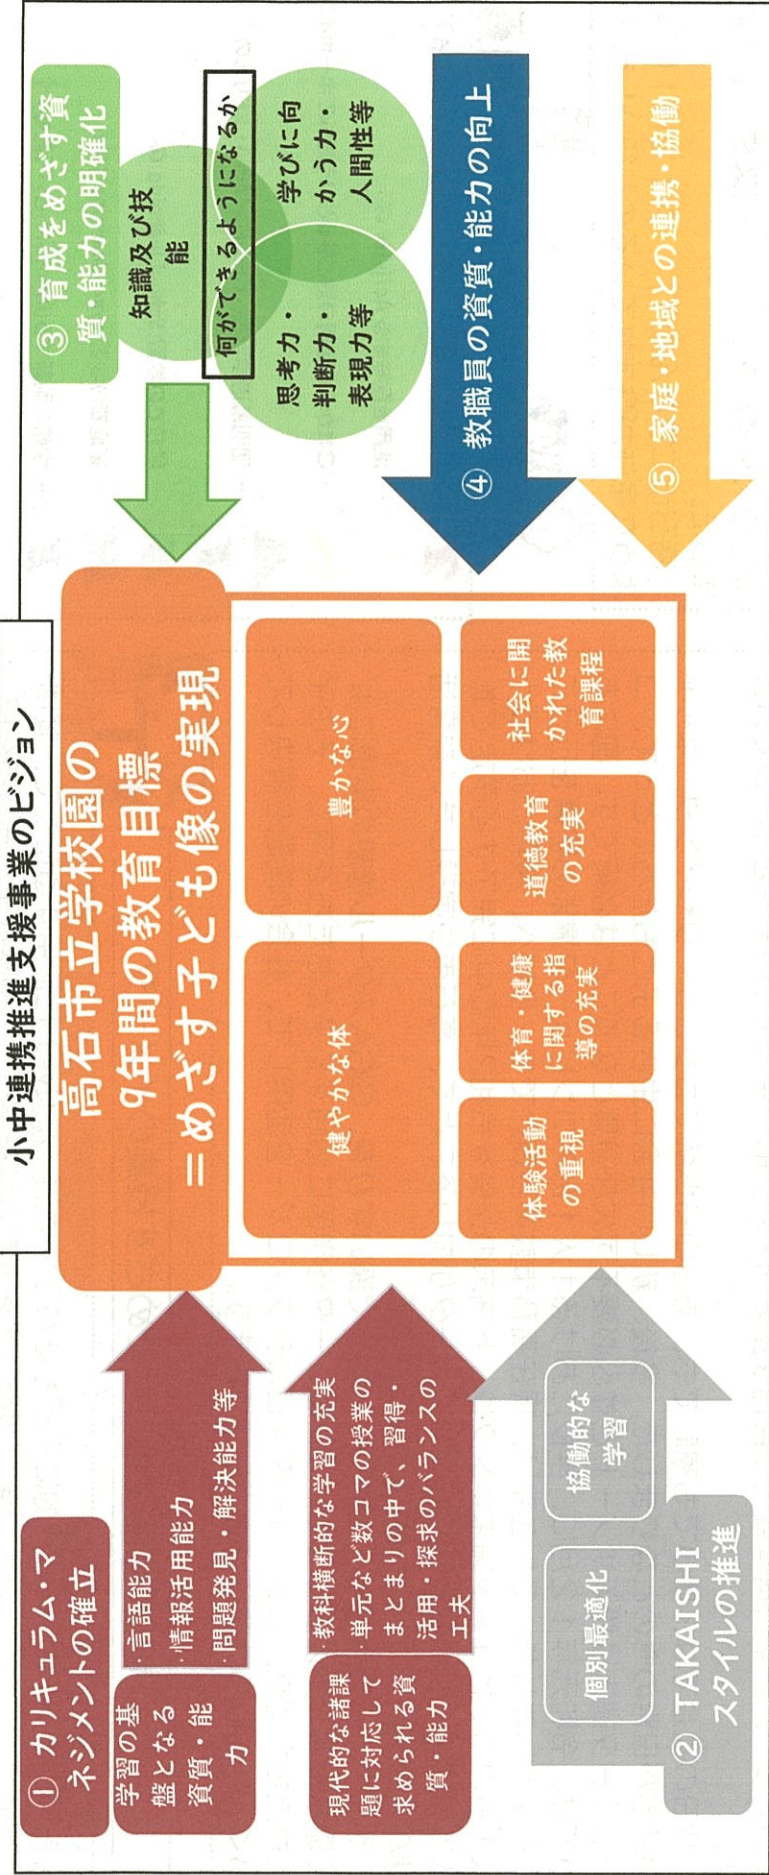 小中連携推進支援事業のビジョン
① カリキュラム・マ
ネジメントの確立
学習の基
盤となる
資質・能
力
・言語能力
・情報活用能力
・問題発見・解決能力等
現代的な諸課
題に対応して
求められる資
質・能力
・教科横断的な学習の充実
・単元など数コマの授業の
まとまりの中で、習得・
活用・探求のバランスの
工夫
個別最適化
協働的な
学習
② TAKAISHI
スタイルの推進
高石市立学校園の
9年間の教育目標
=めざす子ども像の実現
健やかな体
豊かな心
体験活動
の重視
体育・健康
に関する指
導の充実
道徳教育
の充実
社会に開
かれた教
育課程
③ 育成をめざす資
質・能力の明確化
知識及び技
能
何ができるようになるか
思考力・
判断力・
表現力等
学びに向
かう力・
人間性等
④ 教職員の資質・能力の向上
⑤ 家庭・地域との連携・協働